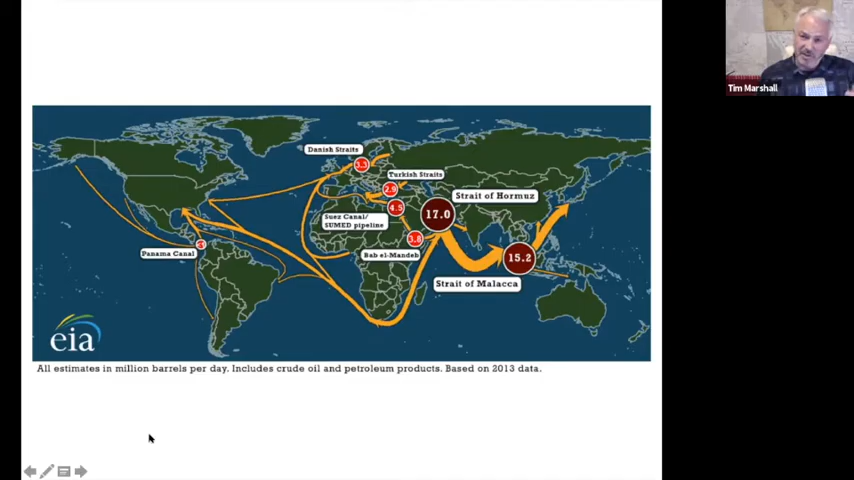 Tim Marshall
Danish Straits
3.3
Turkish Straits
2.9
Strait of Hormuz
4.5
17.0
Suez Canal/
SUMED pipeline
3.8
Panama Canal
Bab el-Mandeb
15.2
Strait of Malacca
eia
All estimates in million barrels per day. Includes crude oil and petroleum products. Based on 2013 data.